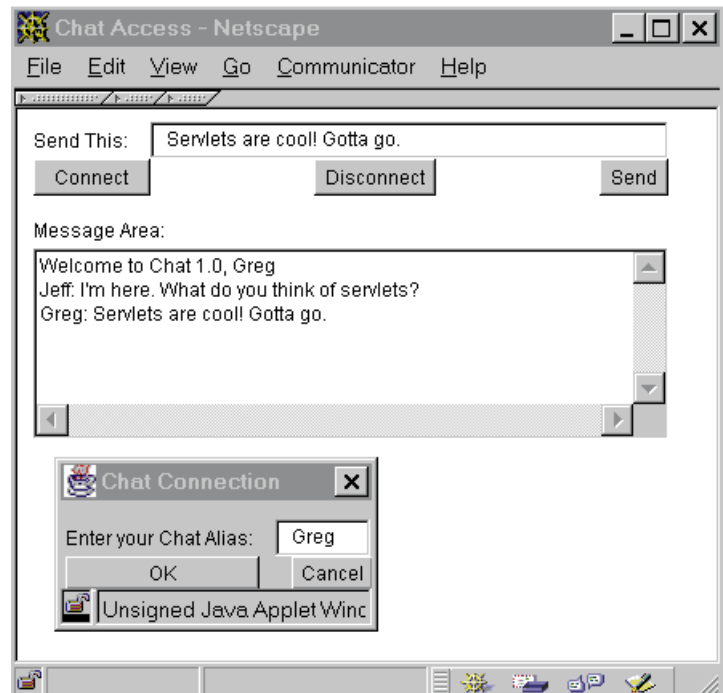 Chat Access - Netscape
File Edit View Go Communicator Help
Send This: Servlets are cool! Gotta go.
Connect Disconnect Send
Message Area:
Welcome to Chat 1.0, Greg
Jeff: I'm here. What do you think of servlets?
Greg: Servlets are cool! Gotta go.
Chat Connection
Enter your Chat Alias: Greg
OK Cancel
Unsigned Java Applet Winc